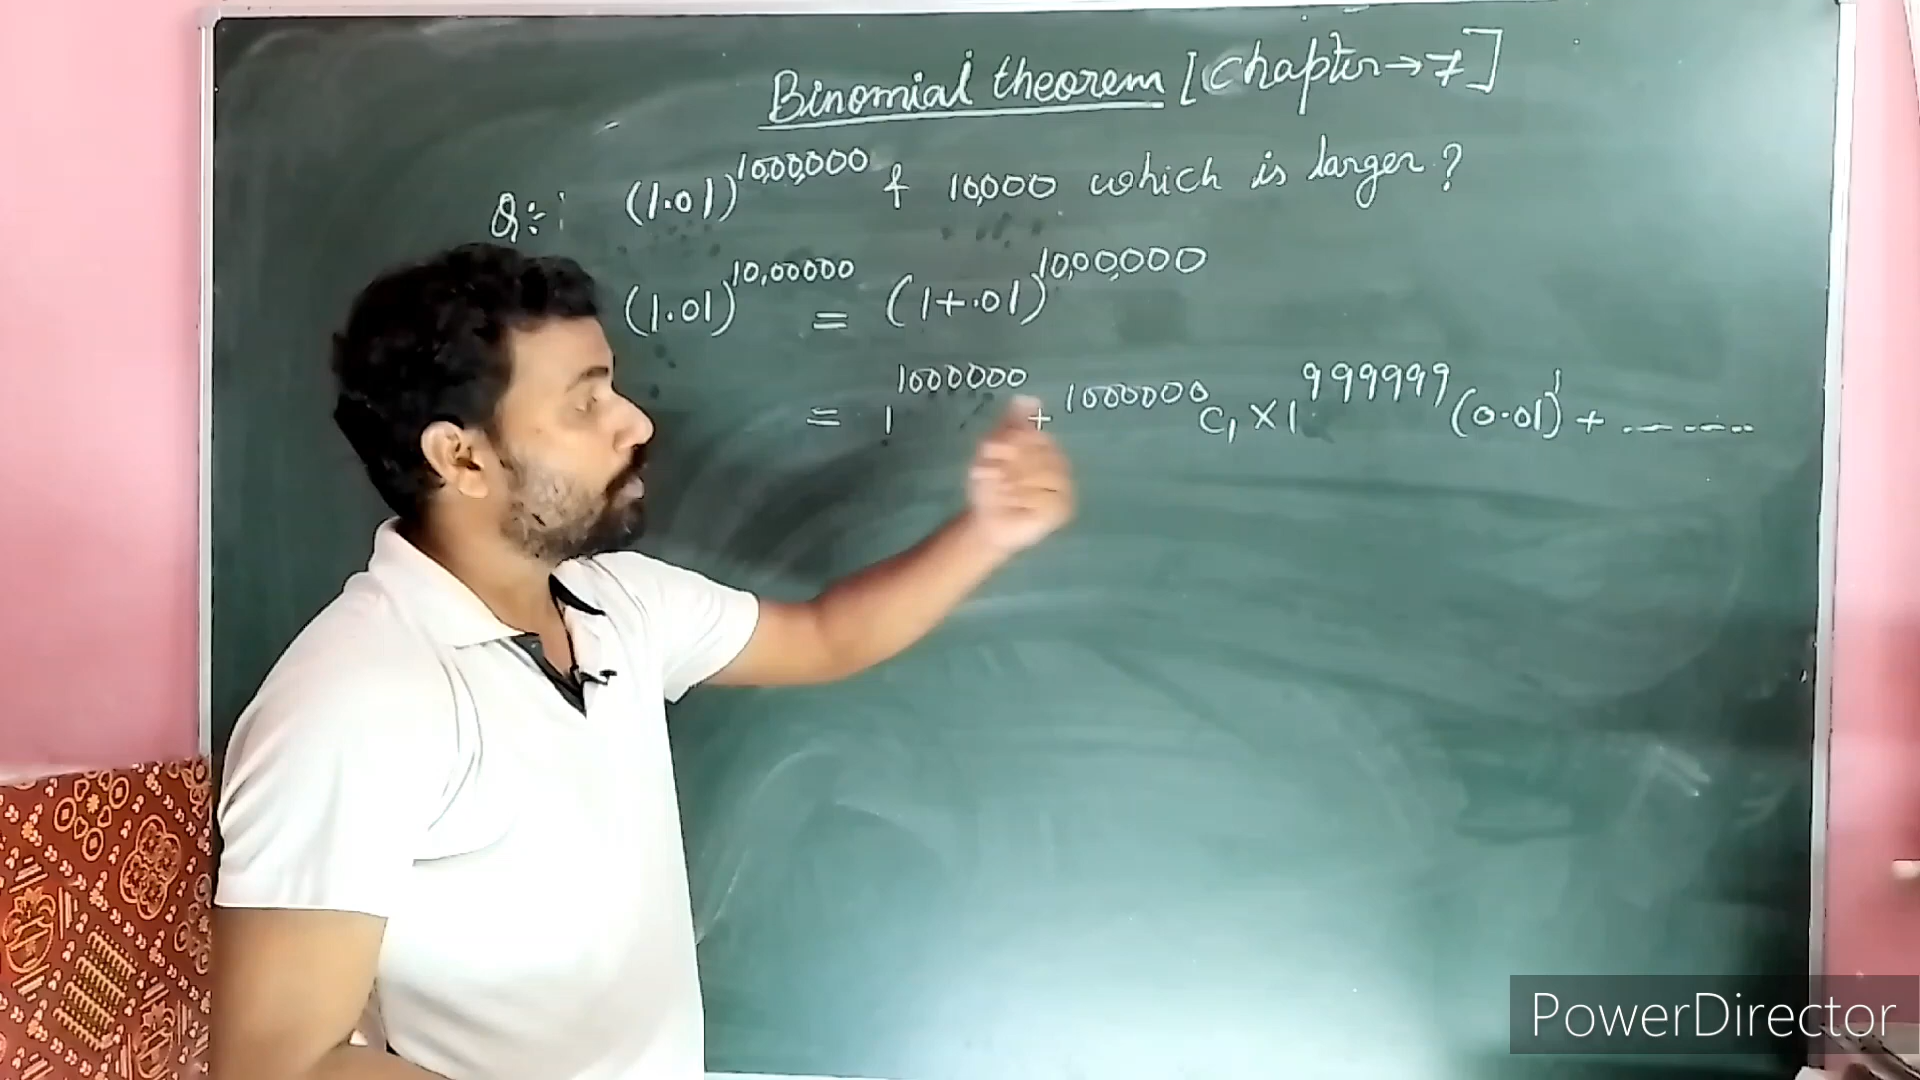 Binomial theorem [Chapter→7]
Q:- (1.01)^10,00,000 & 10,000 which is larger?
(1.01)^10,00000 = (1+.01)^10,00,000
= 1^1000000 + ^1000000C₁ × 1^999999 (0.01)^1 + ........
PowerDirector